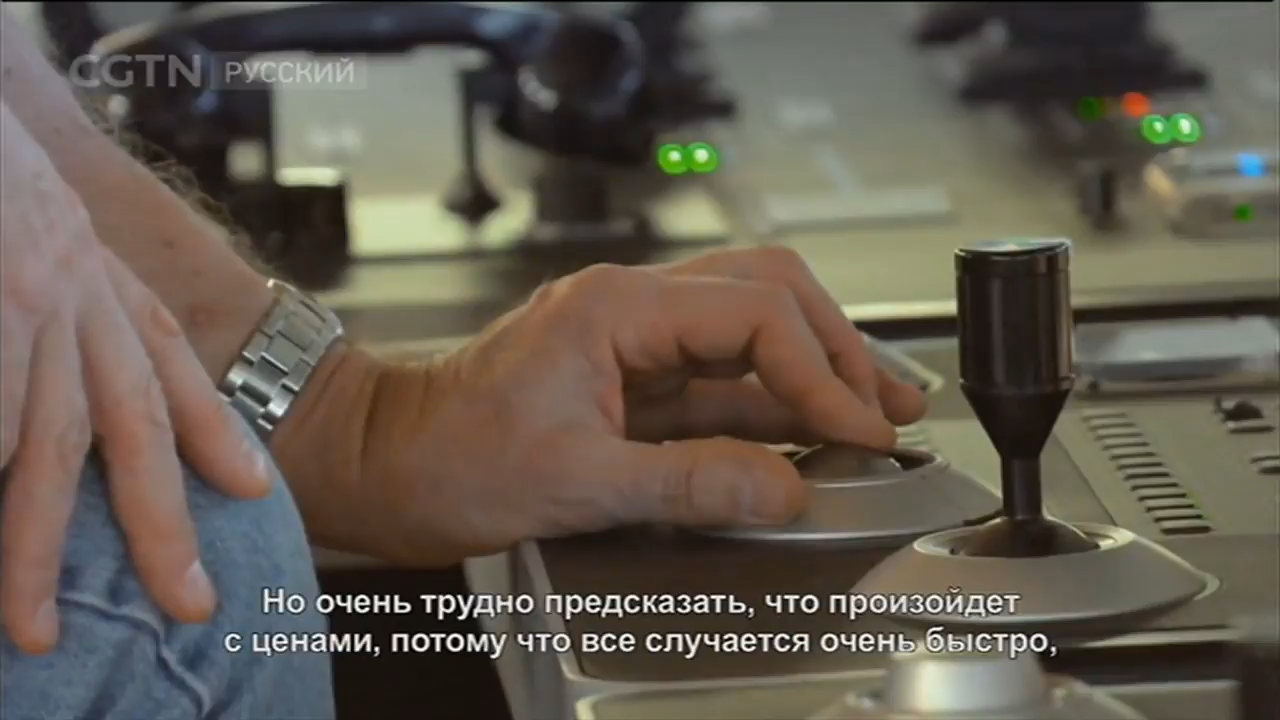 CGTN РУССКИЙ
Но очень трудно предсказать, что произойдет
с ценами, потому что все случается очень быстро,